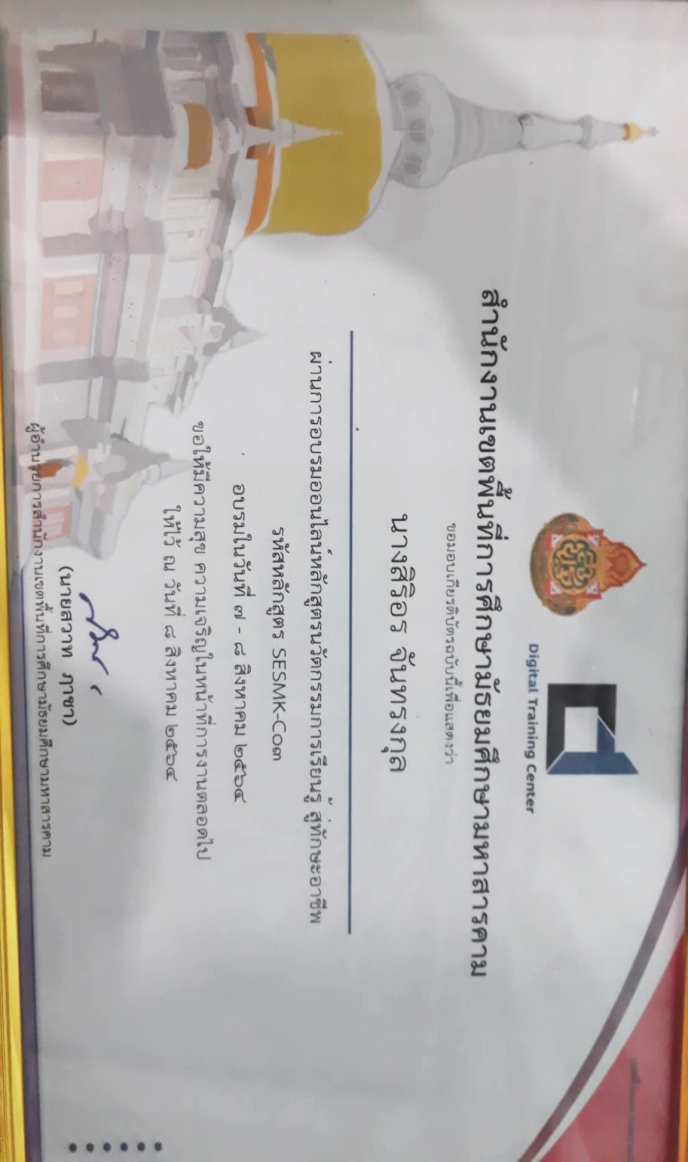 Digital Training Center
สำนักงานเขตพื้นที่การศึกษามัธยมศึกษามหาสารคาม
ขอมอบเกียรติบัตรฉบับนี้เพื่อแสดงว่า
นางสิริอร จันทรงกุล
ผ่านการอบรมออนไลน์หลักสูตรนวัตกรรมการเรียนรู้ สู่ทักษะอาชีพ
รหัสหลักสูตร SESMK-C๐๓
อบรมในวันที่ ๗ - ๘ สิงหาคม ๒๕๖๔
ขอให้มีความสุข ความเจริญในหน้าที่การงานตลอดไป
ให้ไว้ ณ วันที่ ๘ สิงหาคม ๒๕๖๔
(นายสวาท ภาชา)
ผู้อำนวยการสำนักงานเขตพื้นที่การศึกษามัธยมศึกษามหาสารคาม